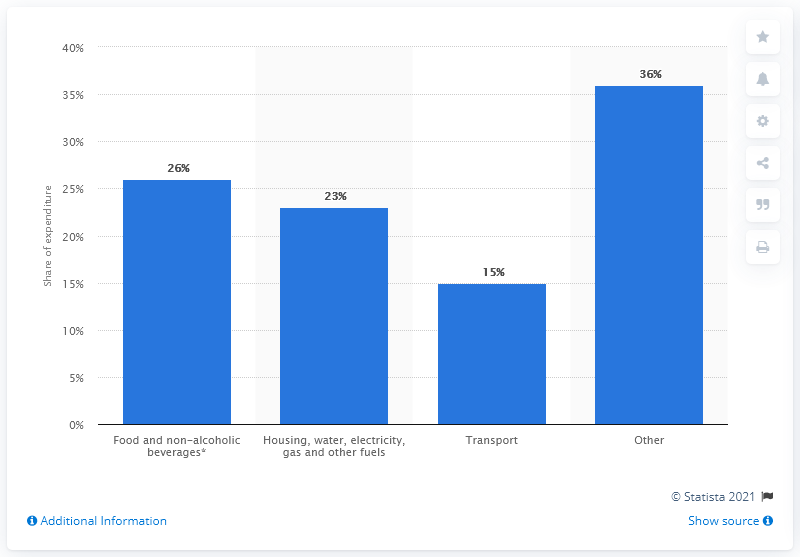 40%
35%
30%
25%
20%
15%
10%
5%
0%
Share of expenditure
26%
23%
15%
36%
Food and non-alcoholic
beverages*
Housing, water, electricity,
gas and other fuels
Transport
Other
© Statista 2021
Additional Information
Show source